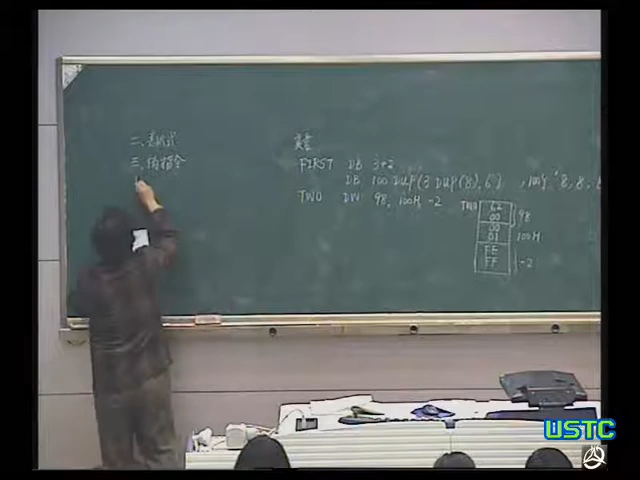 二、表达式
三、伪指令
FIRST DB 3+2
DB 100 DUP(3 DUP(8), 6)
TWO DW 98, 100H, -2
TWO 62
00
00
01
FE
FF
98
100H
-2
USTC